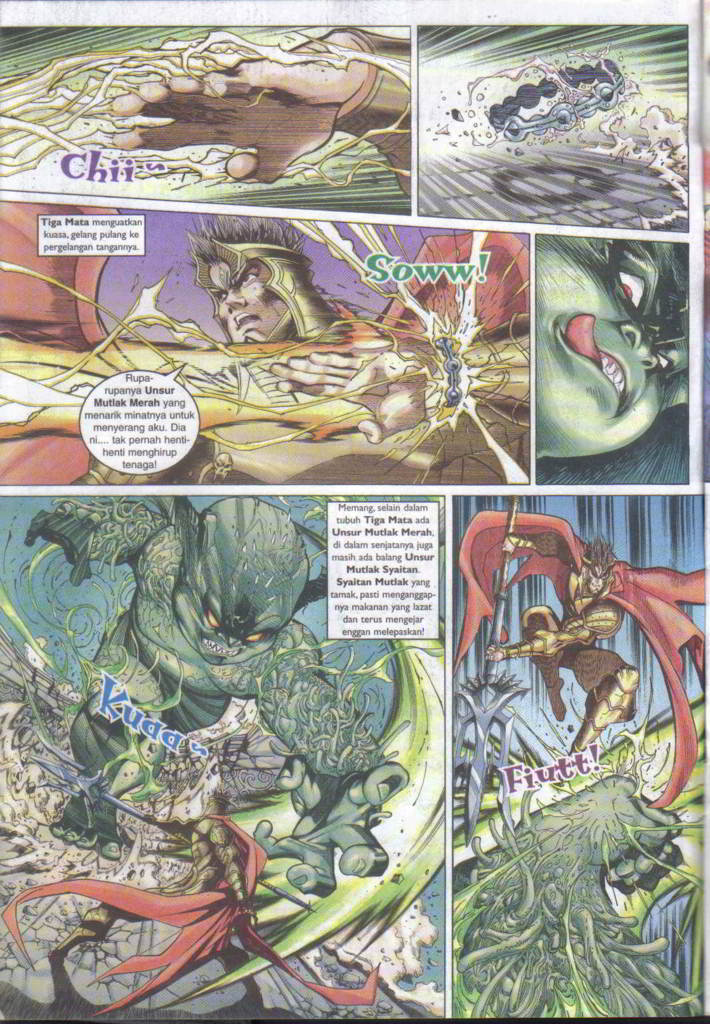 Chii~
Tiga Mata menguatkan
kuasa, gelang pulang ke
pergelangan tangannya.
Soww!
Rupa-
rupanya Unsur
Mutlak Merah yang
menarik minatnya untuk
menyerang aku. Dia
ni.... tak pernah henti-
henti menghirup
tenaga!
Memang, selain dalam
tubuh Tiga Mata ada
Unsur Mutlak Merah,
di dalam senjatanya juga
masih ada balang Unsur
Mutlak Syaitan.
Syaitan Mutlak yang
tamak, pasti menganggap-
nya makanan yang lazat
dan terus mengejar
enggan melepaskan!
Kuaa~
Fiutt!